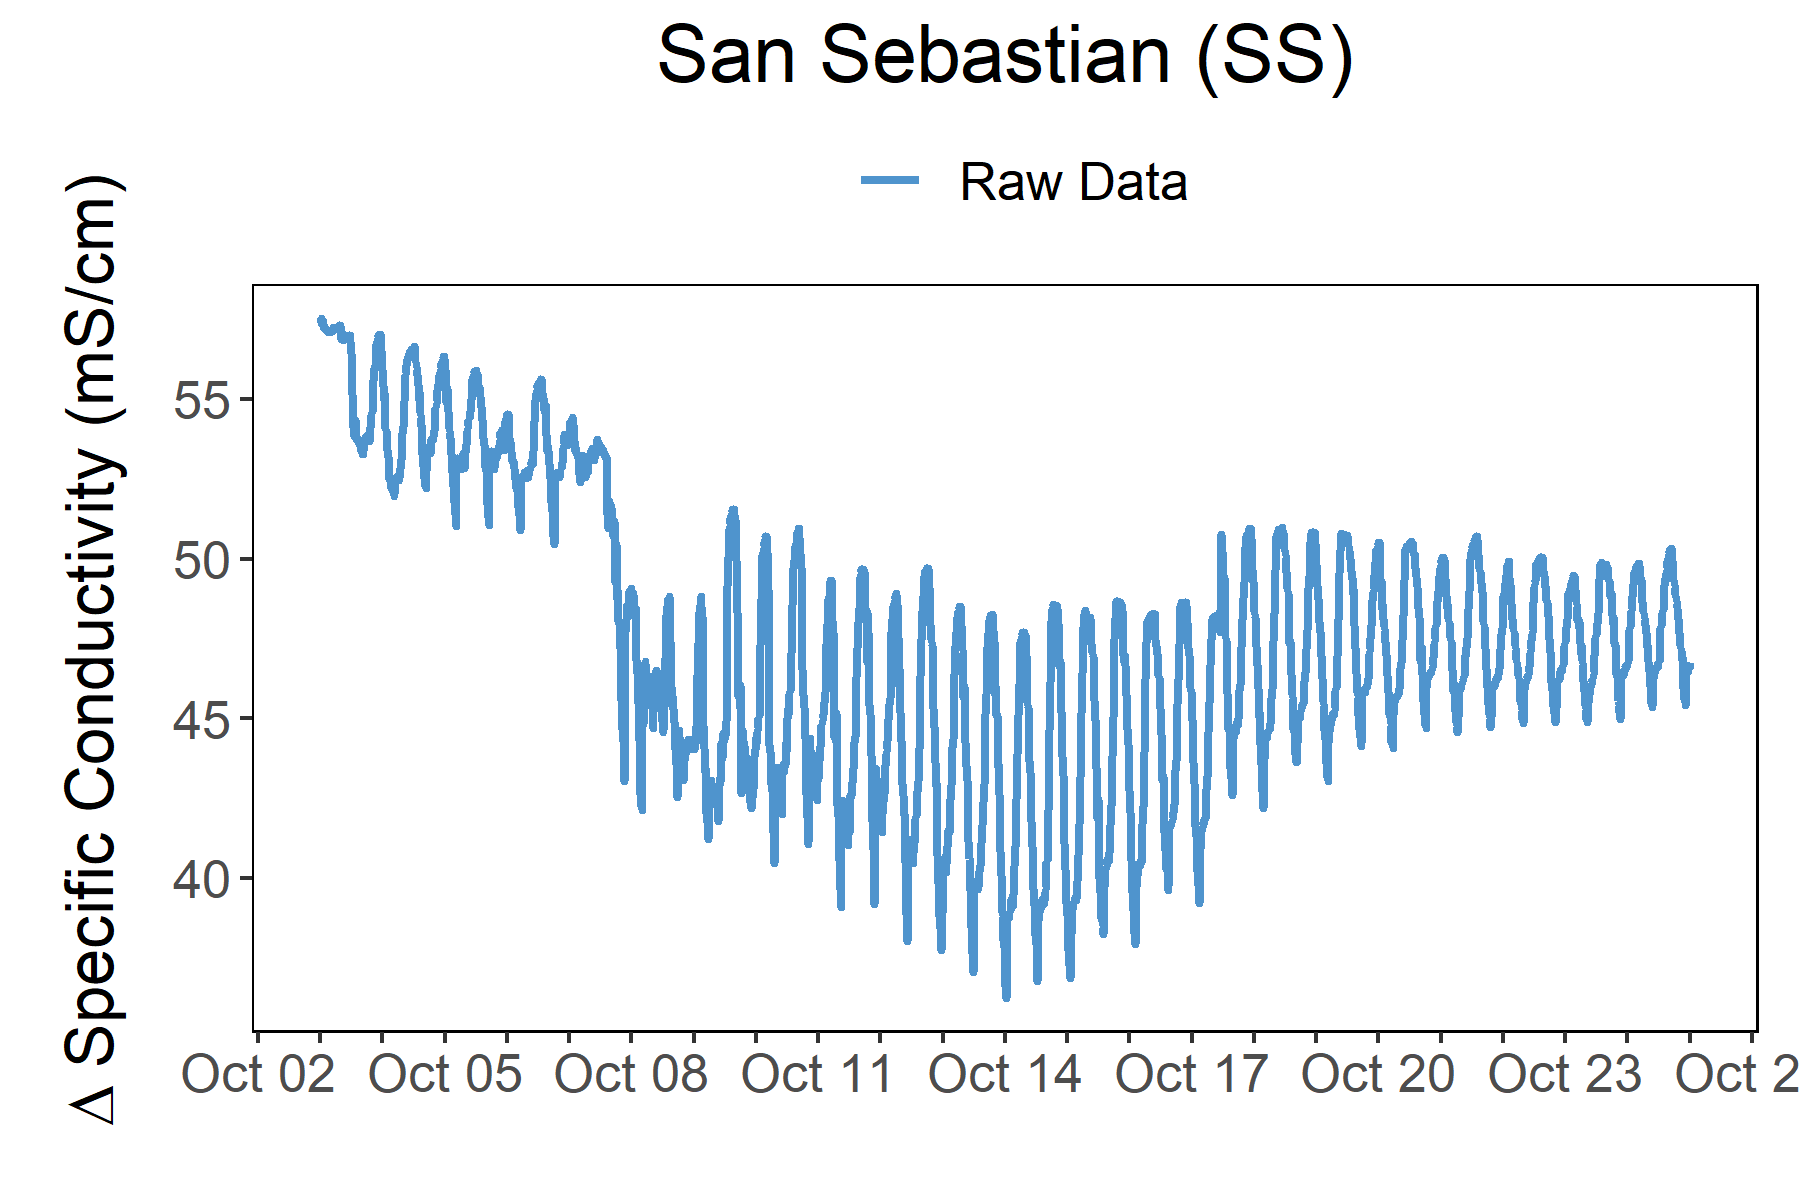 San Sebastian (SS)
Raw Data
Δ Specific Conductivity (mS/cm)
55
50
45
40
Oct 02 Oct 05 Oct 08 Oct 11 Oct 14 Oct 17 Oct 20 Oct 23 Oct 2